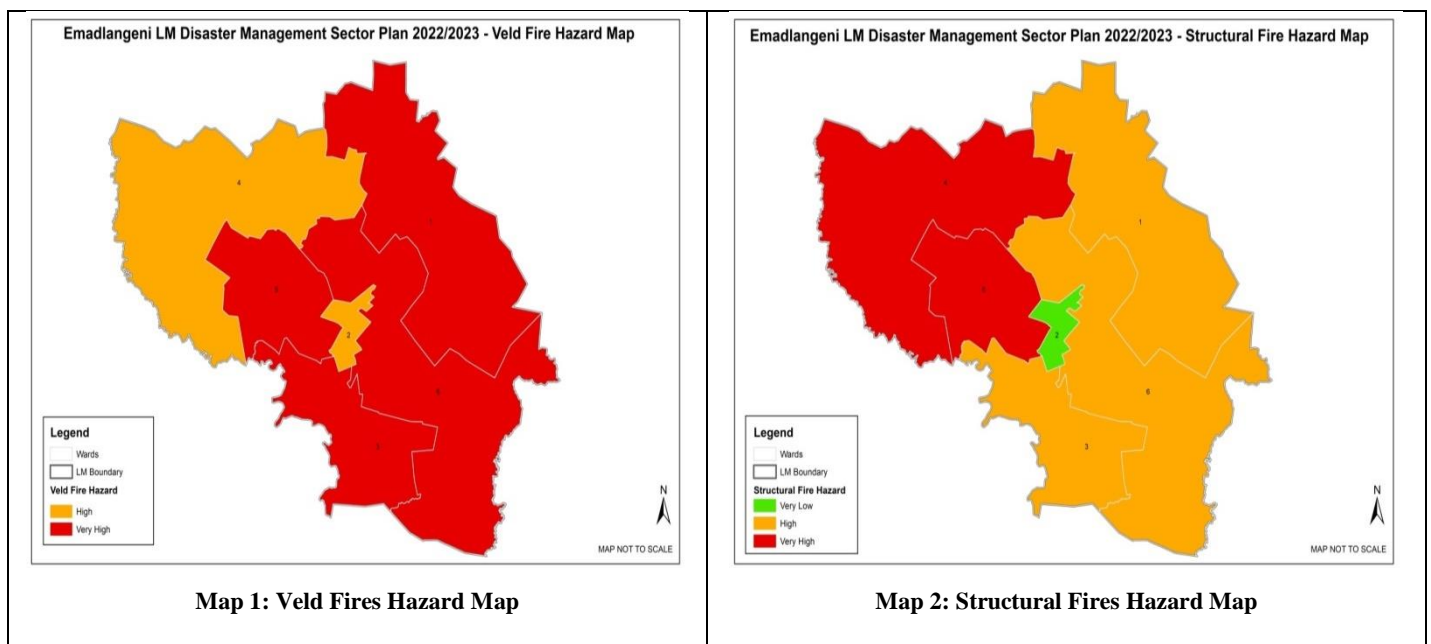 Emadlangeni LM Disaster Management Sector Plan 2022/2023 - Veld Fire Hazard Map
4
2
Legend
Wards
LM Boundary
Veld Fire Hazard
High
Very High
N
MAP NOT TO SCALE
Map 1: Veld Fires Hazard Map
Emadlangeni LM Disaster Management Sector Plan 2022/2023 - Structural Fire Hazard Map
1
2
6
3
Legend
Wards
LM Boundary
Structural Fire Hazard
Very Low
High
Very High
N
MAP NOT TO SCALE
Map 2: Structural Fires Hazard Map